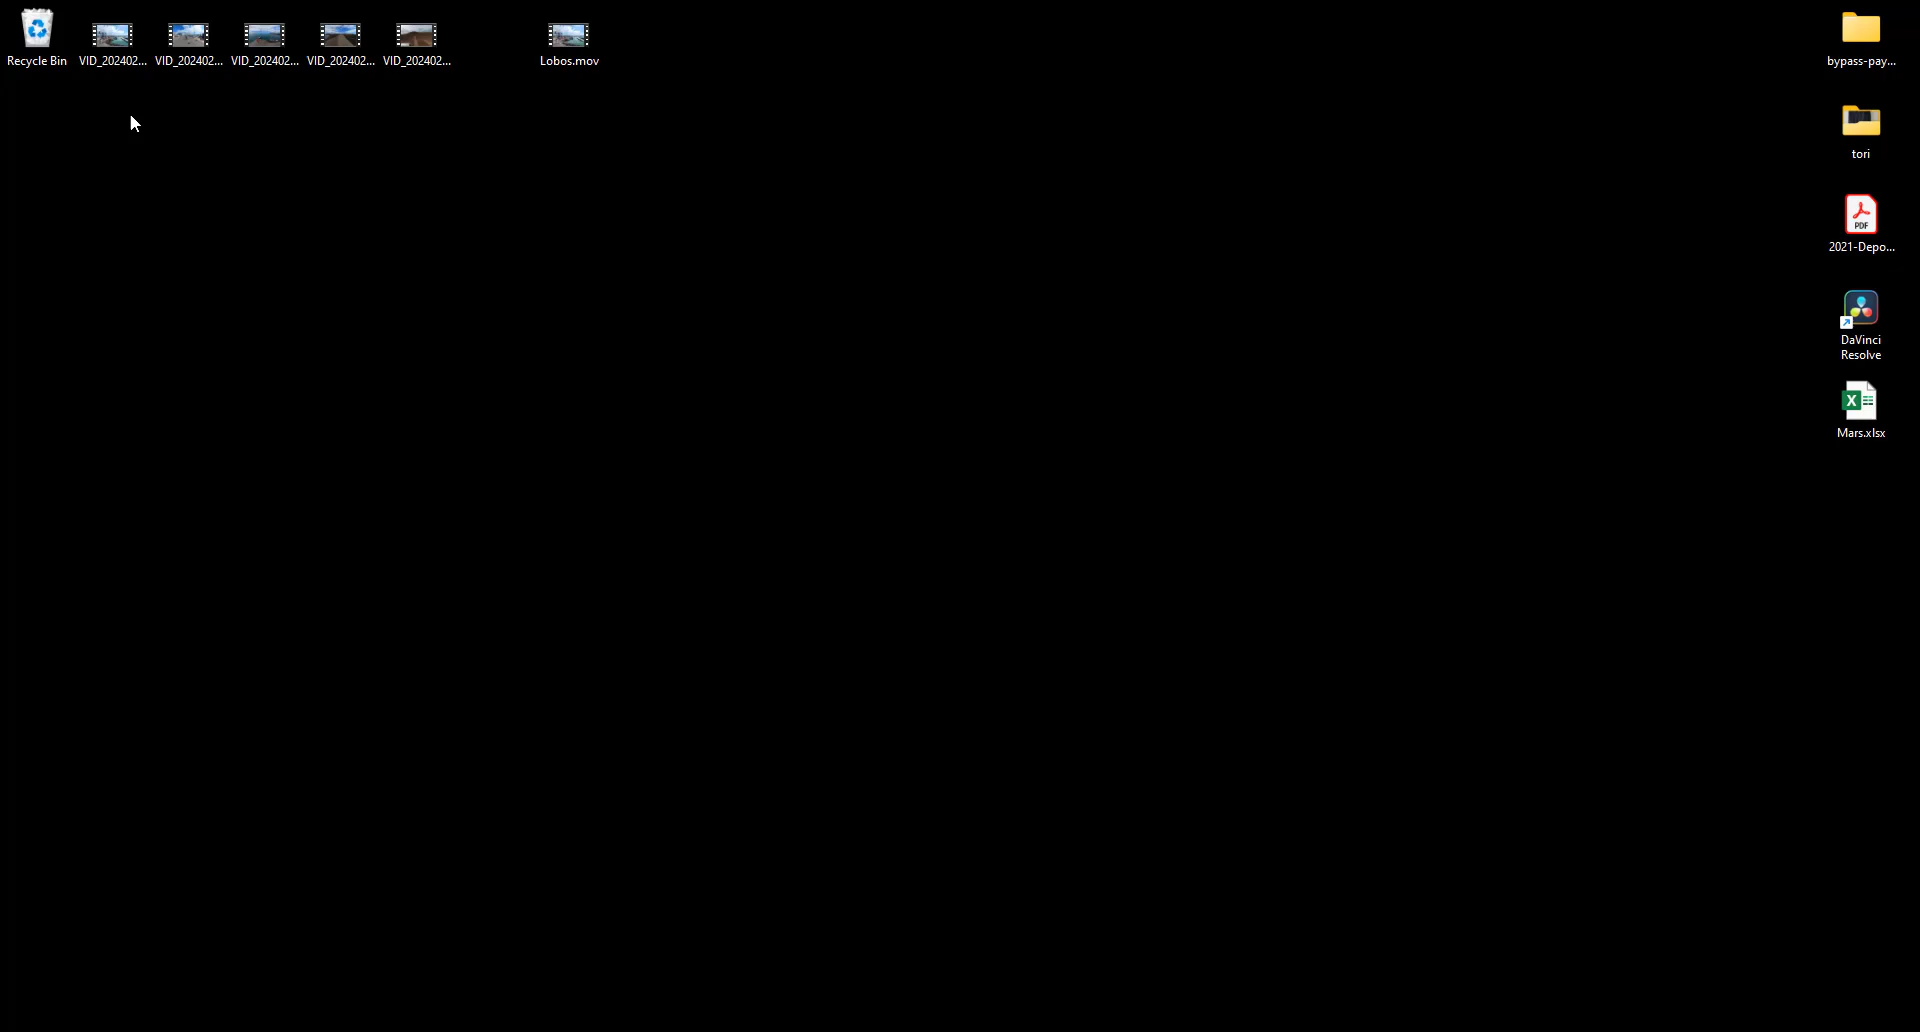 Recycle Bin
VID_202402...
VID_202402...
VID_202402...
VID_202402...
VID_202402...
Lobos.mov
bypass-pay...
tori
PDF
2021-Depo...
DaVinci
Resolve
X
Mars.xlsx